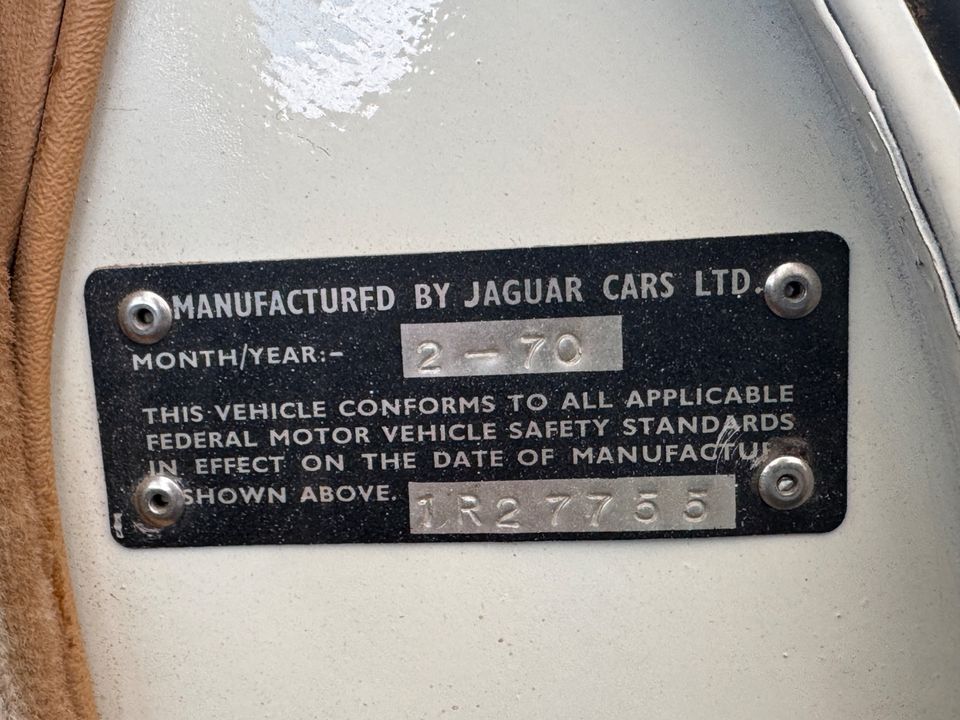 MANUFACTURED BY JAGUAR CARS LTD.
MONTH/YEAR:- 2-70
THIS VEHICLE CONFORMS TO ALL APPLICABLE
FEDERAL MOTOR VEHICLE SAFETY STANDARDS
IN EFFECT ON THE DATE OF MANUFACTUR
SHOWN ABOVE. 1R27755